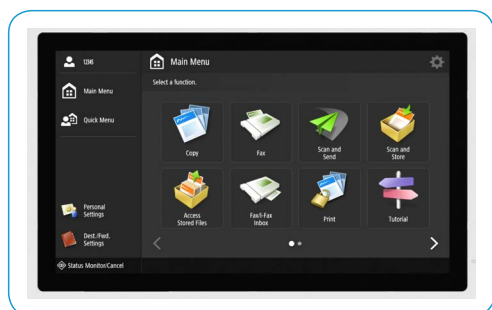 12345
Main Menu
Select a function.
Main Menu
Quick Menu
Copy
Fax
Scan and
Send
Scan and
Store
Access
Stored Files
Fax/I-Fax
Inbox
Print
Tutorial
Personal
Settings
Dest./Fwd.
Settings
Status Monitor/Cancel